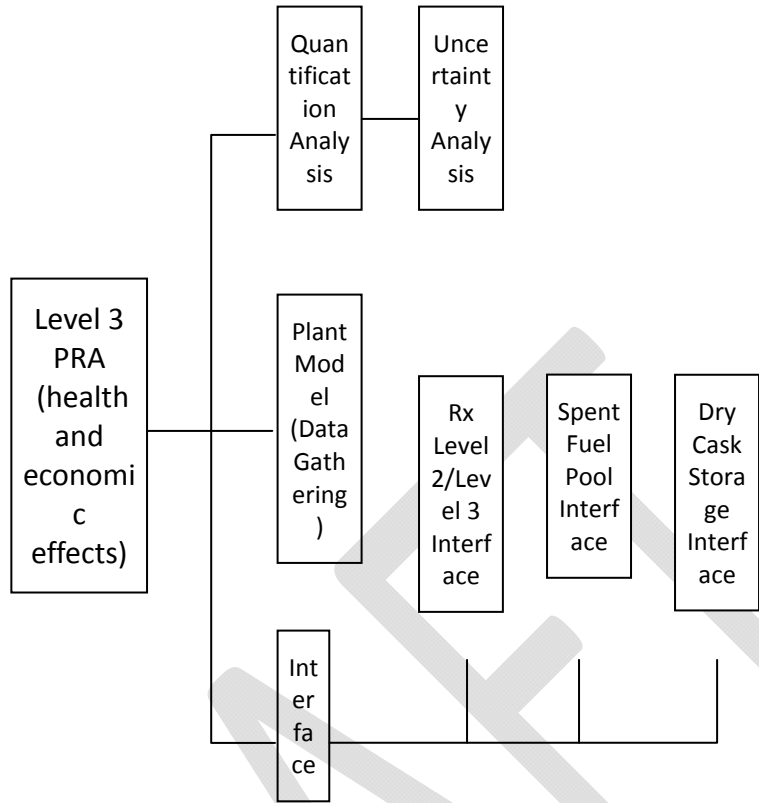 Quan
tificat
ion
Analy
sis
Unce
rtaint
y
Analy
sis
Level 3
PRA
(health
and
economi
c
effects)
Plant
Mod
el
(Data
Gath
ering
)
Rx
Level
2/Lev
el 3
Interf
ace
Spent
Fuel
Pool
Interf
ace
Dry
Cask
Stora
ge
Interf
ace
Int
er
fa
ce